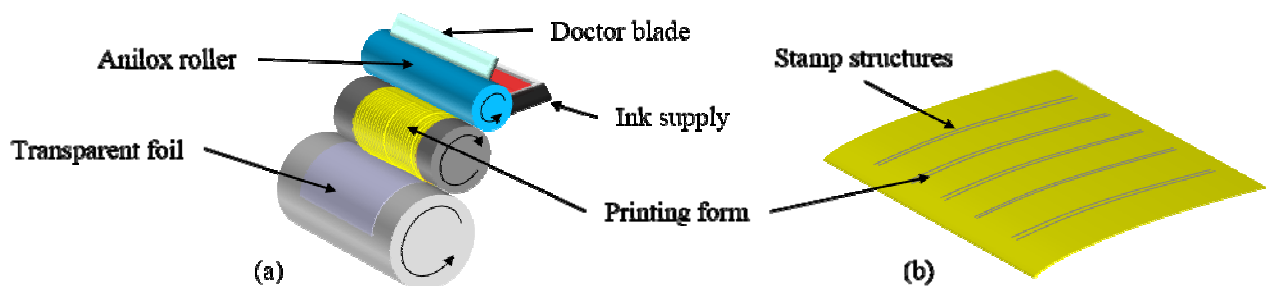 Doctor blade
Anilox roller
Stamp structures
Ink supply
Transparent foil
Printing form
(a)
(b)